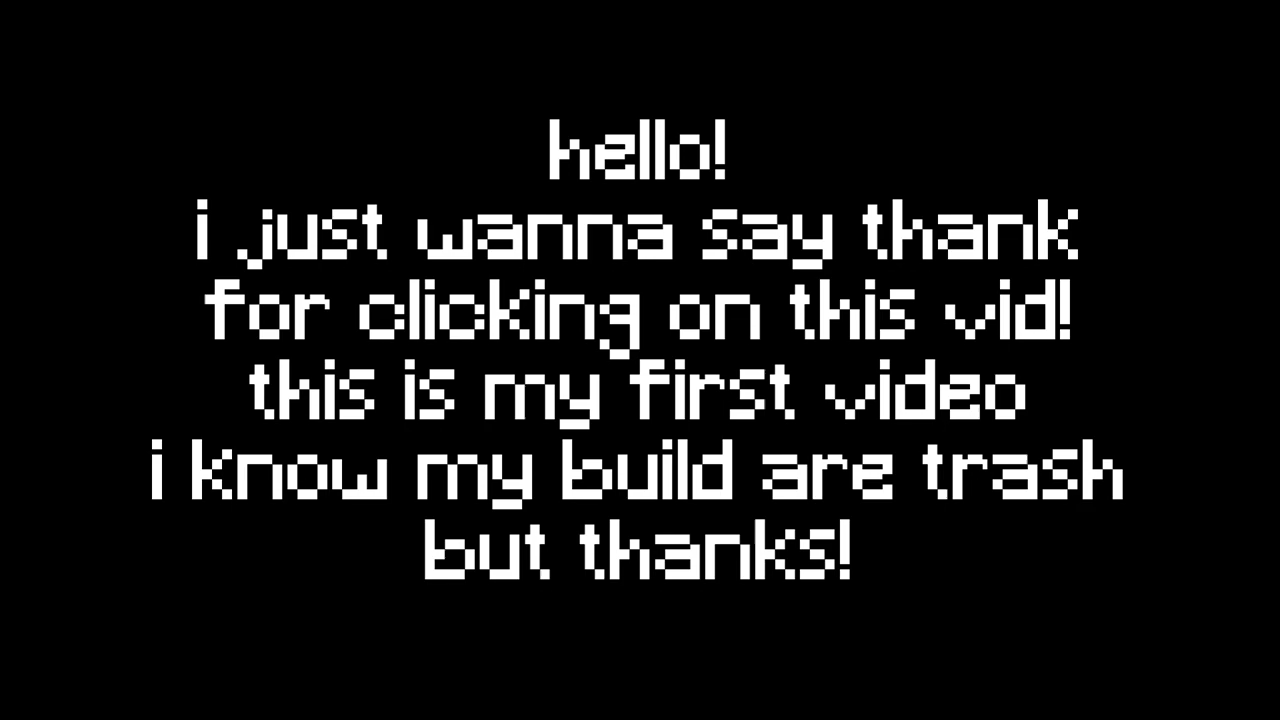 hello!
i just wanna say thank
for clicking on this vid!
this is my first video
i know my build are trash
but thanks!